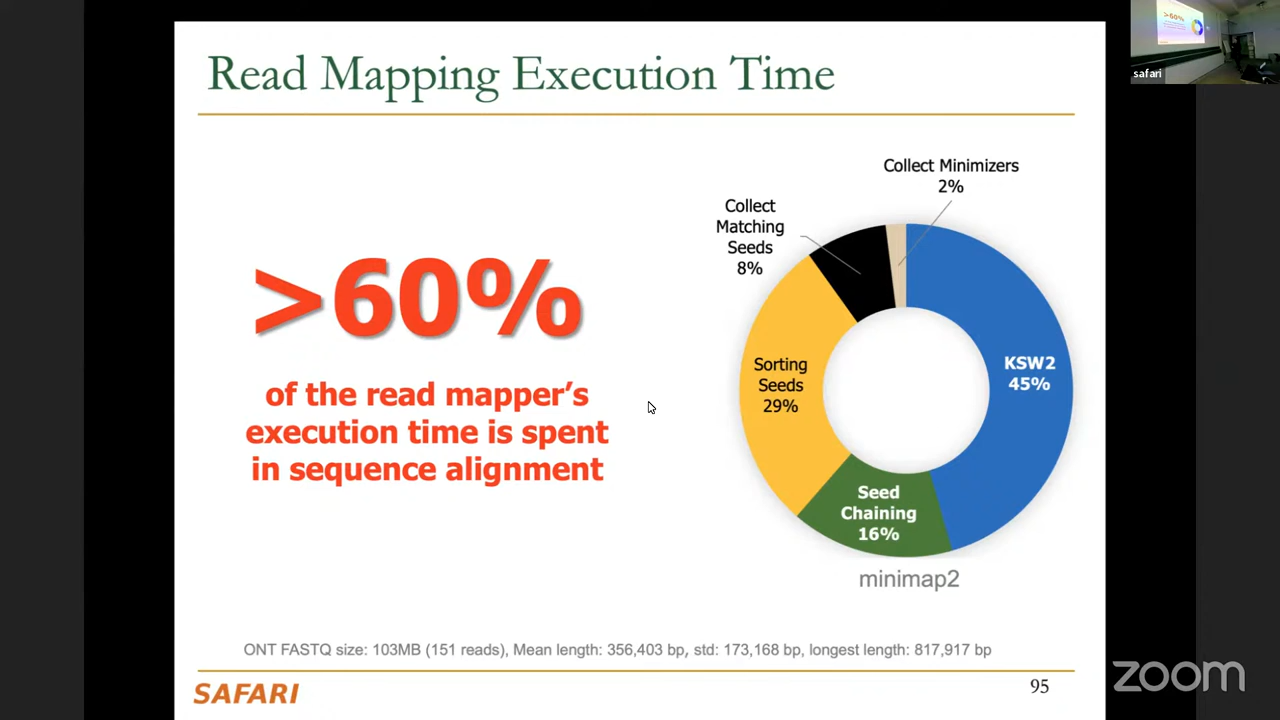 Read Mapping Execution Time
>60%
of the read mapper's
execution time is spent
in sequence alignment
Collect Minimizers
2%
Collect
Matching
Seeds
8%
KSW2
45%
Sorting
Seeds
29%
Seed
Chaining
16%
minimap2
ONT FASTQ size: 103MB (151 reads), Mean length: 356,403 bp, std: 173,168 bp, longest length: 817,917 bp
SAFARI
95
zoom
>60%
safari